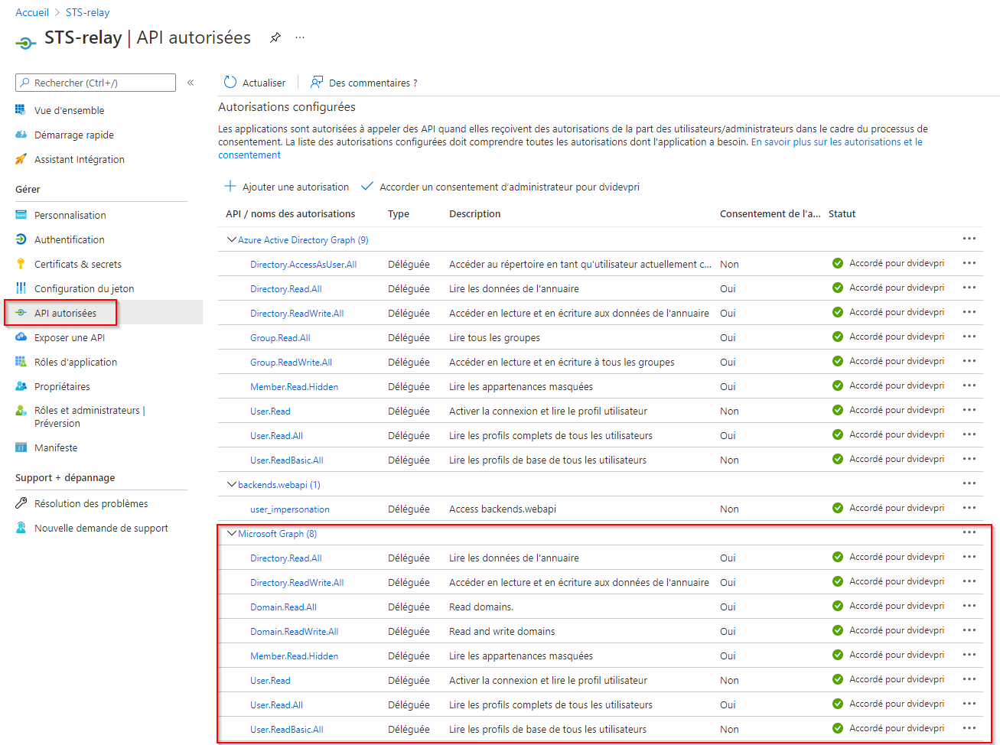 Accueil > STS-relay
STS-relay | API autorisées ...
Rechercher (Ctrl+/) «
Vue d'ensemble
Démarrage rapide
Assistant Intégration
Gérer
Personnalisation
Authentification
Certificats & secrets
Configuration du jeton
API autorisées
Exposer une API
Rôles d'application
Propriétaires
Rôles et administrateurs |
Préversion
Manifeste
Support + dépannage
Résolution des problèmes
Nouvelle demande de support
Actualiser Des commentaires ?
Autorisations configurées
Les applications sont autorisées à appeler des API quand elles reçoivent des autorisations de la part des utilisateurs/administrateurs dans le cadre du processus de
consentement. La liste des autorisations configurées doit comprendre toutes les autorisations dont l'application a besoin. En savoir plus sur les autorisations et le
consentement
Ajouter une autorisation Accorder un consentement d’administrateur pour dvidevpri
API / noms des autorisations Type Description Consentement de l'a... Statut
Azure Active Directory Graph (9) ...
Directory.AccessAsUser.All Déléguée Accéder au répertoire en tant qu'utilisateur actuellement c... Non Accordé pour dvidevpri ...
Directory.Read.All Déléguée Lire les données de l'annuaire Oui Accordé pour dvidevpri ...
Directory.ReadWrite.All Déléguée Accéder en lecture et en écriture aux données de l'annuaire Oui Accordé pour dvidevpri ...
Group.Read.All Déléguée Lire tous les groupes Oui Accordé pour dvidevpri ...
Group.ReadWrite.All Déléguée Accéder en lecture et en écriture à tous les groupes Oui Accordé pour dvidevpri ...
Member.Read.Hidden Déléguée Lire les appartenances masquées Oui Accordé pour dvidevpri ...
User.Read Déléguée Activer la connexion et lire le profil utilisateur Non Accordé pour dvidevpri ...
User.Read.All Déléguée Lire les profils complets de tous les utilisateurs Oui Accordé pour dvidevpri ...
User.ReadBasic.All Déléguée Lire les profils de base de tous les utilisateurs Non Accordé pour dvidevpri ...
backends.webapi (1) ...
user_impersonation Déléguée Access backends.webapi Non Accordé pour dvidevpri ...
Microsoft Graph (8) ...
Directory.Read.All Déléguée Lire les données de l'annuaire Oui Accordé pour dvidevpri ...
Directory.ReadWrite.All Déléguée Accéder en lecture et en écriture aux données de l'annuaire Oui Accordé pour dvidevpri ...
Domain.Read.All Déléguée Read domains. Oui Accordé pour dvidevpri ...
Domain.ReadWrite.All Déléguée Read and write domains Oui Accordé pour dvidevpri ...
Member.Read.Hidden Déléguée Lire les appartenances masquées Oui Accordé pour dvidevpri ...
User.Read Déléguée Activer la connexion et lire le profil utilisateur Non Accordé pour dvidevpri ...
User.Read.All Déléguée Lire les profils complets de tous les utilisateurs Oui Accordé pour dvidevpri ...
User.ReadBasic.All Déléguée Lire les profils de base de tous les utilisateurs Non Accordé pour dvidevpri ...